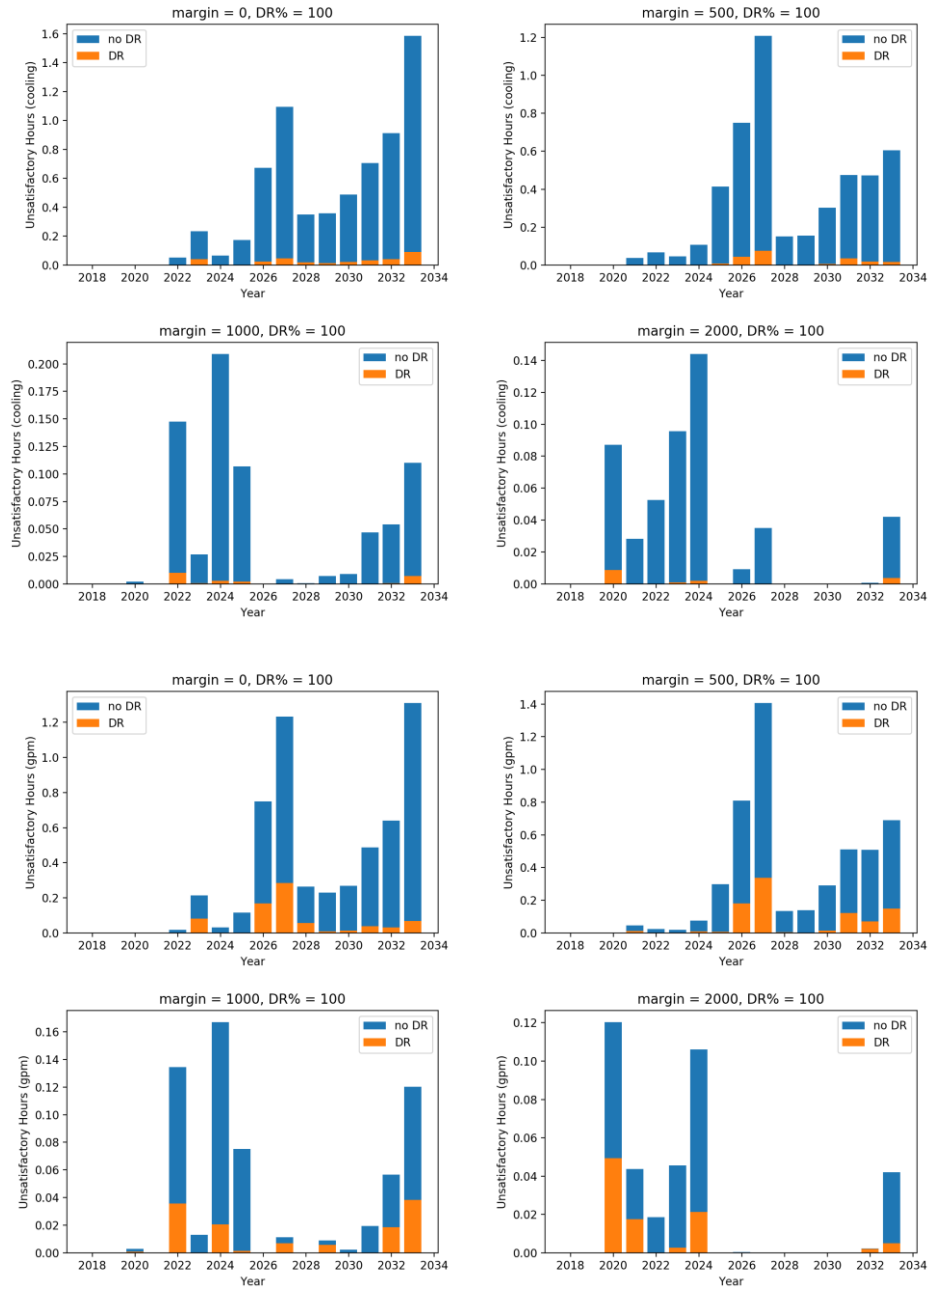 margin = 0, DR% = 100
Unsatisfactory Hours (cooling)
1.6
1.4
1.2
1.0
0.8
0.6
0.4
0.2
0.0
no DR
DR
2018 2020 2022 2024 2026 2028 2030 2032 2034
Year
margin = 500, DR% = 100
Unsatisfactory Hours (cooling)
1.2
1.0
0.8
0.6
0.4
0.2
0.0
no DR
DR
2018 2020 2022 2024 2026 2028 2030 2032 2034
Year
margin = 1000, DR% = 100
Unsatisfactory Hours (cooling)
0.200
0.175
0.150
0.125
0.100
0.075
0.050
0.025
0.000
no DR
DR
2018 2020 2022 2024 2026 2028 2030 2032 2034
Year
margin = 2000, DR% = 100
Unsatisfactory Hours (cooling)
0.14
0.12
0.10
0.08
0.06
0.04
0.02
0.00
no DR
DR
2018 2020 2022 2024 2026 2028 2030 2032 2034
Year
margin = 0, DR% = 100
Unsatisfactory Hours (gpm)
1.2
1.0
0.8
0.6
0.4
0.2
0.0
no DR
DR
2018 2020 2022 2024 2026 2028 2030 2032 2034
Year
margin = 500, DR% = 100
Unsatisfactory Hours (gpm)
1.4
1.2
1.0
0.8
0.6
0.4
0.2
0.0
no DR
DR
2018 2020 2022 2024 2026 2028 2030 2032 2034
Year
margin = 1000, DR% = 100
Unsatisfactory Hours (gpm)
0.16
0.14
0.12
0.10
0.08
0.06
0.04
0.02
0.00
no DR
DR
2018 2020 2022 2024 2026 2028 2030 2032 2034
Year
margin = 2000, DR% = 100
Unsatisfactory Hours (gpm)
0.12
0.10
0.08
0.06
0.04
0.02
0.00
no DR
DR
2018 2020 2022 2024 2026 2028 2030 2032 2034
Year